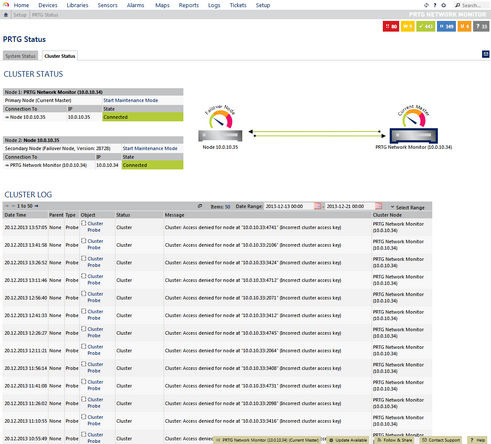 Home Devices Libraries Sensors Alarms Maps Reports Logs Tickets Setup Search...
Setup PRTG Status
PRTG NETWORK MONITOR
PRTG Status
System Status Cluster Status
CLUSTER STATUS
Node 1: PRTG Network Monitor (10.0.10.34)
Primary Node (Current Master) Start Maintenance Mode
Connection To IP State
Node 10.0.10.35 10.0.10.35 Connected
Node 2: Node 10.0.10.35
Secondary Node (Failover Node, Version: 28728) Start Maintenance Mode
Connection To IP State
PRTG Network Monitor (10.0.10.34) 10.0.10.34 Connected
Failover Node
Node 10.0.10.35
Current Master
PRTG Network Monitor (10.0.10.34)
CLUSTER LOG
1 to 50 Items: 50 Date Range: 2013-12-13 00:00 - 2013-12-21 00:00 Select Range
Date Time Parent Type Object Status Message Cluster Node
20.12.2013 13:57:05 None Probe Cluster Probe Cluster Cluster: Access denied for node at "10.0.10.33:4741" (Incorrect cluster access key) PRTG Network Monitor (10.0.10.34)
20.12.2013 13:41:58 None Probe Cluster Probe Cluster Cluster: Access denied for node at "10.0.10.33:2106" (Incorrect cluster access key) PRTG Network Monitor (10.0.10.34)
20.12.2013 13:26:52 None Probe Cluster Probe Cluster Cluster: Access denied for node at "10.0.10.33:3424" (Incorrect cluster access key) PRTG Network Monitor (10.0.10.34)
20.12.2013 13:11:46 None Probe Cluster Probe Cluster Cluster: Access denied for node at "10.0.10.33:4712" (Incorrect cluster access key) PRTG Network Monitor (10.0.10.34)
20.12.2013 12:56:40 None Probe Cluster Probe Cluster Cluster: Access denied for node at "10.0.10.33:2071" (Incorrect cluster access key) PRTG Network Monitor (10.0.10.34)
20.12.2013 12:41:33 None Probe Cluster Probe Cluster Cluster: Access denied for node at "10.0.10.33:3412" (Incorrect cluster access key) PRTG Network Monitor (10.0.10.34)
20.12.2013 12:26:27 None Probe Cluster Probe Cluster Cluster: Access denied for node at "10.0.10.33:4745" (Incorrect cluster access key) PRTG Network Monitor (10.0.10.34)
20.12.2013 12:11:21 None Probe Cluster Probe Cluster Cluster: Access denied for node at "10.0.10.33:2064" (Incorrect cluster access key) PRTG Network Monitor (10.0.10.34)
20.12.2013 11:56:14 None Probe Cluster Probe Cluster Cluster: Access denied for node at "10.0.10.33:3408" (Incorrect cluster access key) PRTG Network Monitor (10.0.10.34)
20.12.2013 11:41:08 None Probe Cluster Probe Cluster Cluster: Access denied for node at "10.0.10.33:4731" (Incorrect cluster access key) PRTG Network Monitor (10.0.10.34)
20.12.2013 11:26:02 None Probe Cluster Probe Cluster Cluster: Access denied for node at "10.0.10.33:2098" (Incorrect cluster access key) PRTG Network Monitor (10.0.10.34)
20.12.2013 11:10:55 None Probe Cluster Probe Cluster Cluster: Access denied for node at "10.0.10.33:3416" (Incorrect cluster access key) PRTG Network Monitor (10.0.10.34)
20.12.2013 10:55:49 None Probe Cluster Probe Cluster
PRTG Network Monitor (10.0.10.34) (Current Master) Update Available Follow & Share Contact Support Help